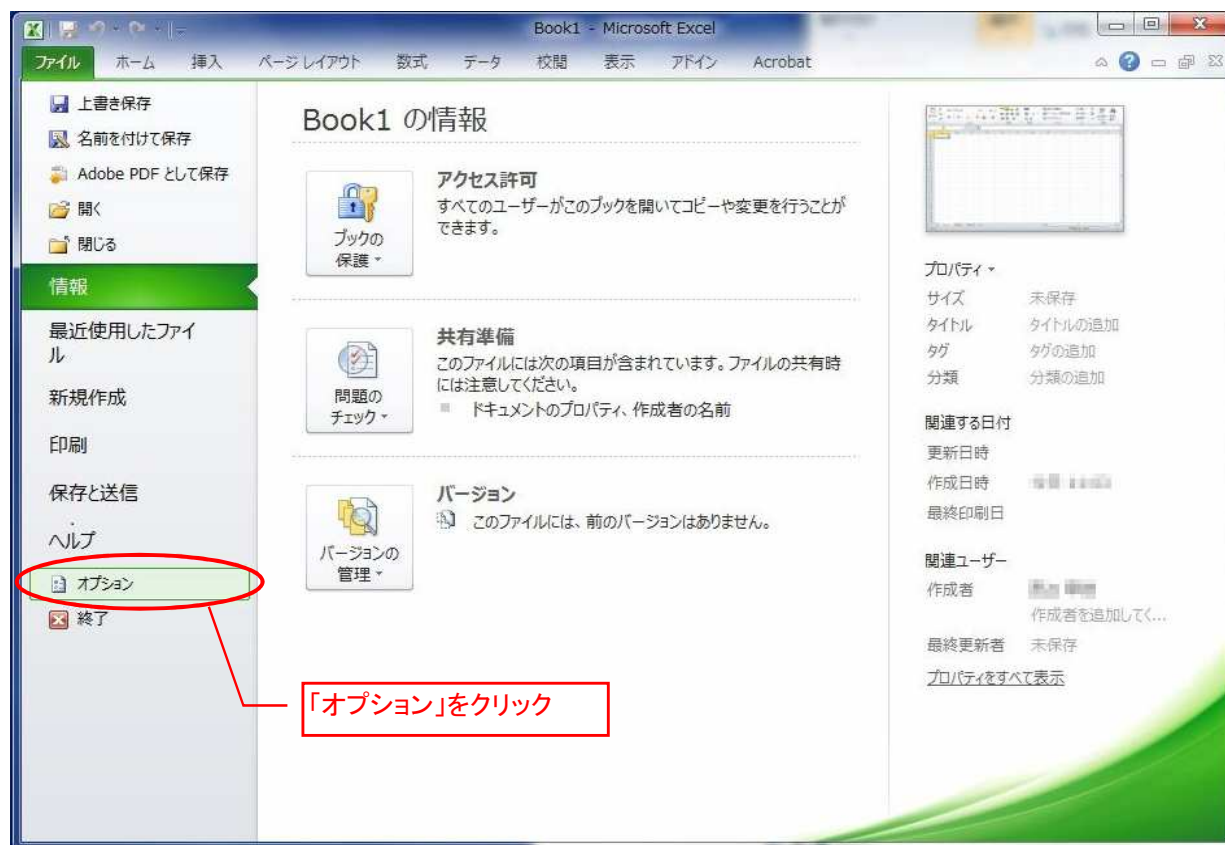 Book1 - Microsoft Excel
ファイル ホーム 挿入 ページ レイアウト 数式 データ 校閲 表示 アドイン Acrobat
上書き保存
名前を付けて保存
Adobe PDF として保存
開く
閉じる
情報
最近使用したファイ
ル
新規作成
印刷
保存と送信
ヘルプ
オプション
終了
Book1 の情報
ブックの
保護
アクセス許可
すべてのユーザーがこのブックを開いてコピーや変更を行うことが
できます。
問題の
チェック
共有準備
このファイルには次の項目が含まれています。ファイルの共有時
には注意してください。
ドキュメントのプロパティ、作成者の名前
バージョンの
管理
バージョン
このファイルには、前のバージョンはありません。
「オプション」をクリック
プロパティ
サイズ 未保存
タイトル タイトルの追加
タグ タグの追加
分類 分類の追加
関連する日付
更新日時
作成日時
最終印刷日
関連ユーザー
作成者
作成者を追加してく...
最終更新者 未保存
プロパティをすべて表示